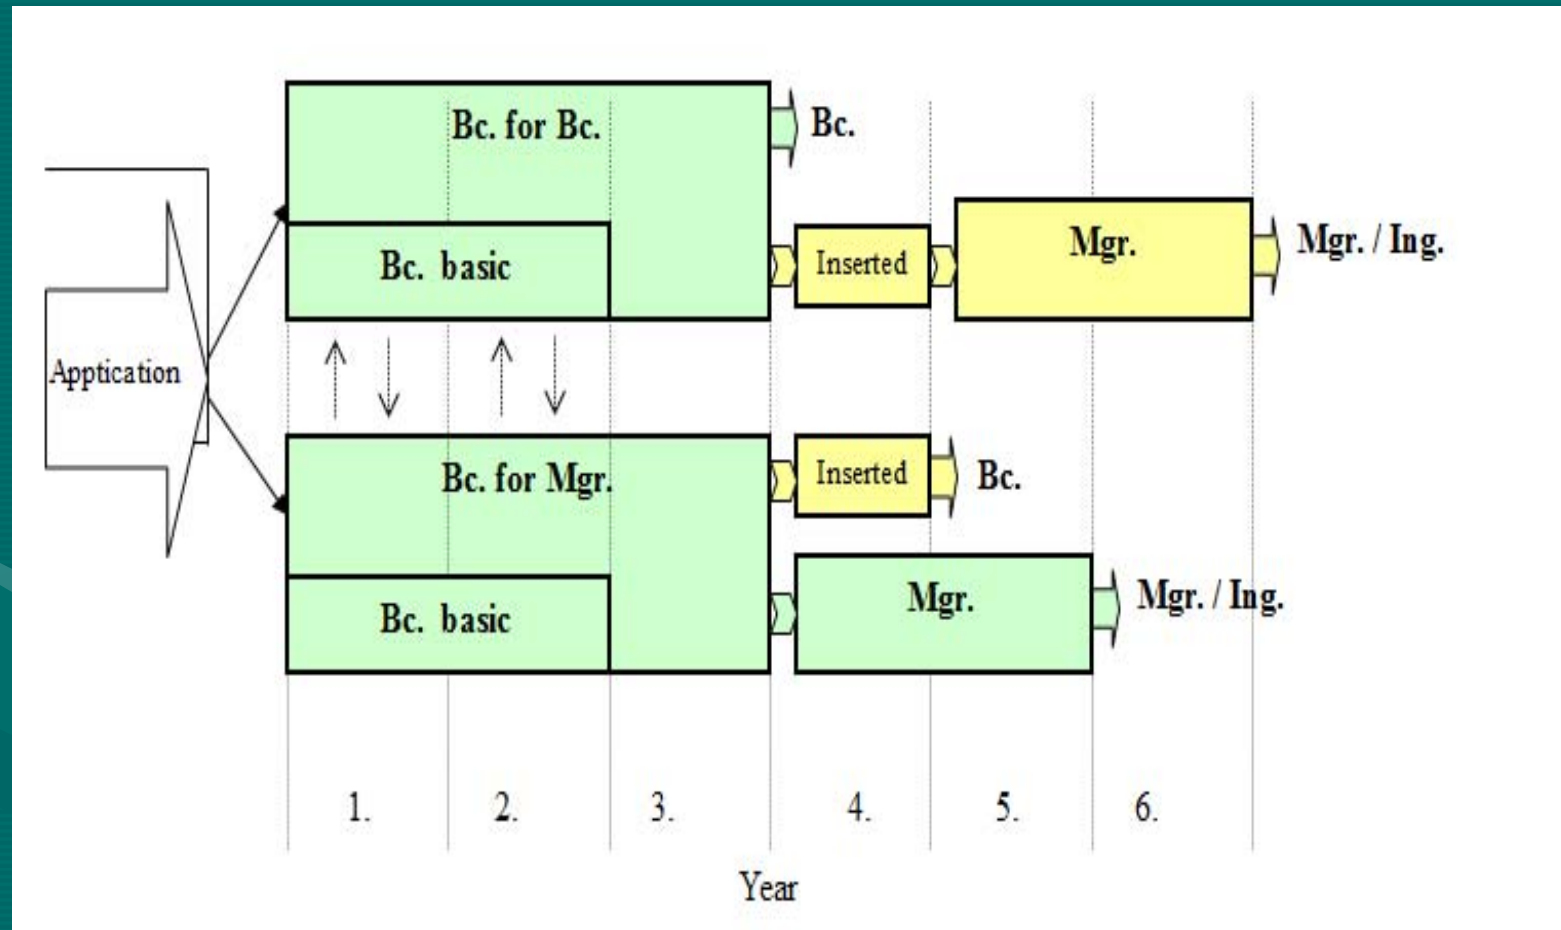 Bc. for Bc.
Bc.
Bc. basic
Inserted
Mgr.
Mgr. / Ing.
Apptication
Bc. for Mgr.
Inserted
Bc.
Bc. basic
Mgr.
Mgr. / Ing.
1. 2. 3. 4. 5. 6.
Year